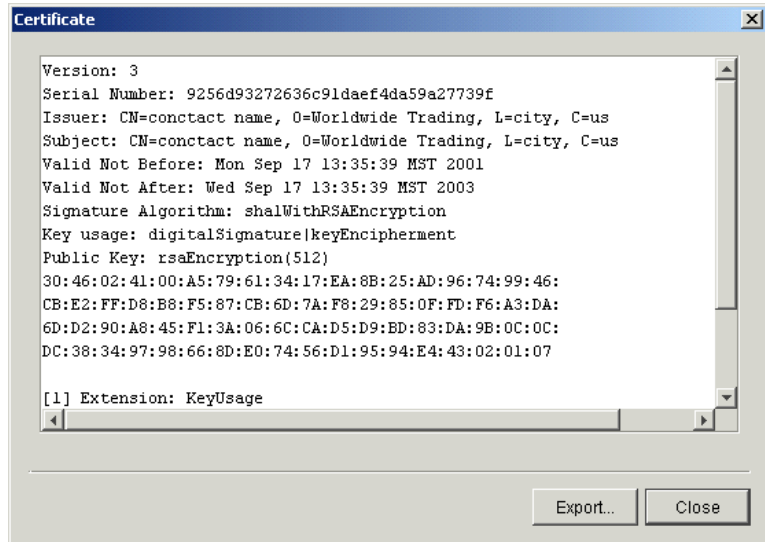 Certificate
Version: 3
Serial Number: 9256d93272636c91daef4da59a27739f
Issuer: CN=conctact name, O=Worldwide Trading, L=city, C=us
Subject: CN=conctact name, O=Worldwide Trading, L=city, C=us
Valid Not Before: Mon Sep 17 13:35:39 MST 2001
Valid Not After: Wed Sep 17 13:35:39 MST 2003
Signature Algorithm: sha1WithRSAEncryption
Key usage: digitalSignature|keyEncipherment
Public Key: rsaEncryption(512)
30:46:02:41:00:A5:79:61:34:17:EA:8B:25:AD:96:74:99:46:
CB:E2:FF:D8:B8:F5:87:CB:6D:7A:F8:29:85:0F:FD:F6:A3:DA:
6D:D2:90:A8:45:F1:3A:06:6C:CA:D5:D9:BD:83:DA:9B:0C:0C:
DC:38:34:97:98:66:8D:E0:74:56:D1:95:94:E4:43:02:01:07
[1] Extension: KeyUsage
Export... Close